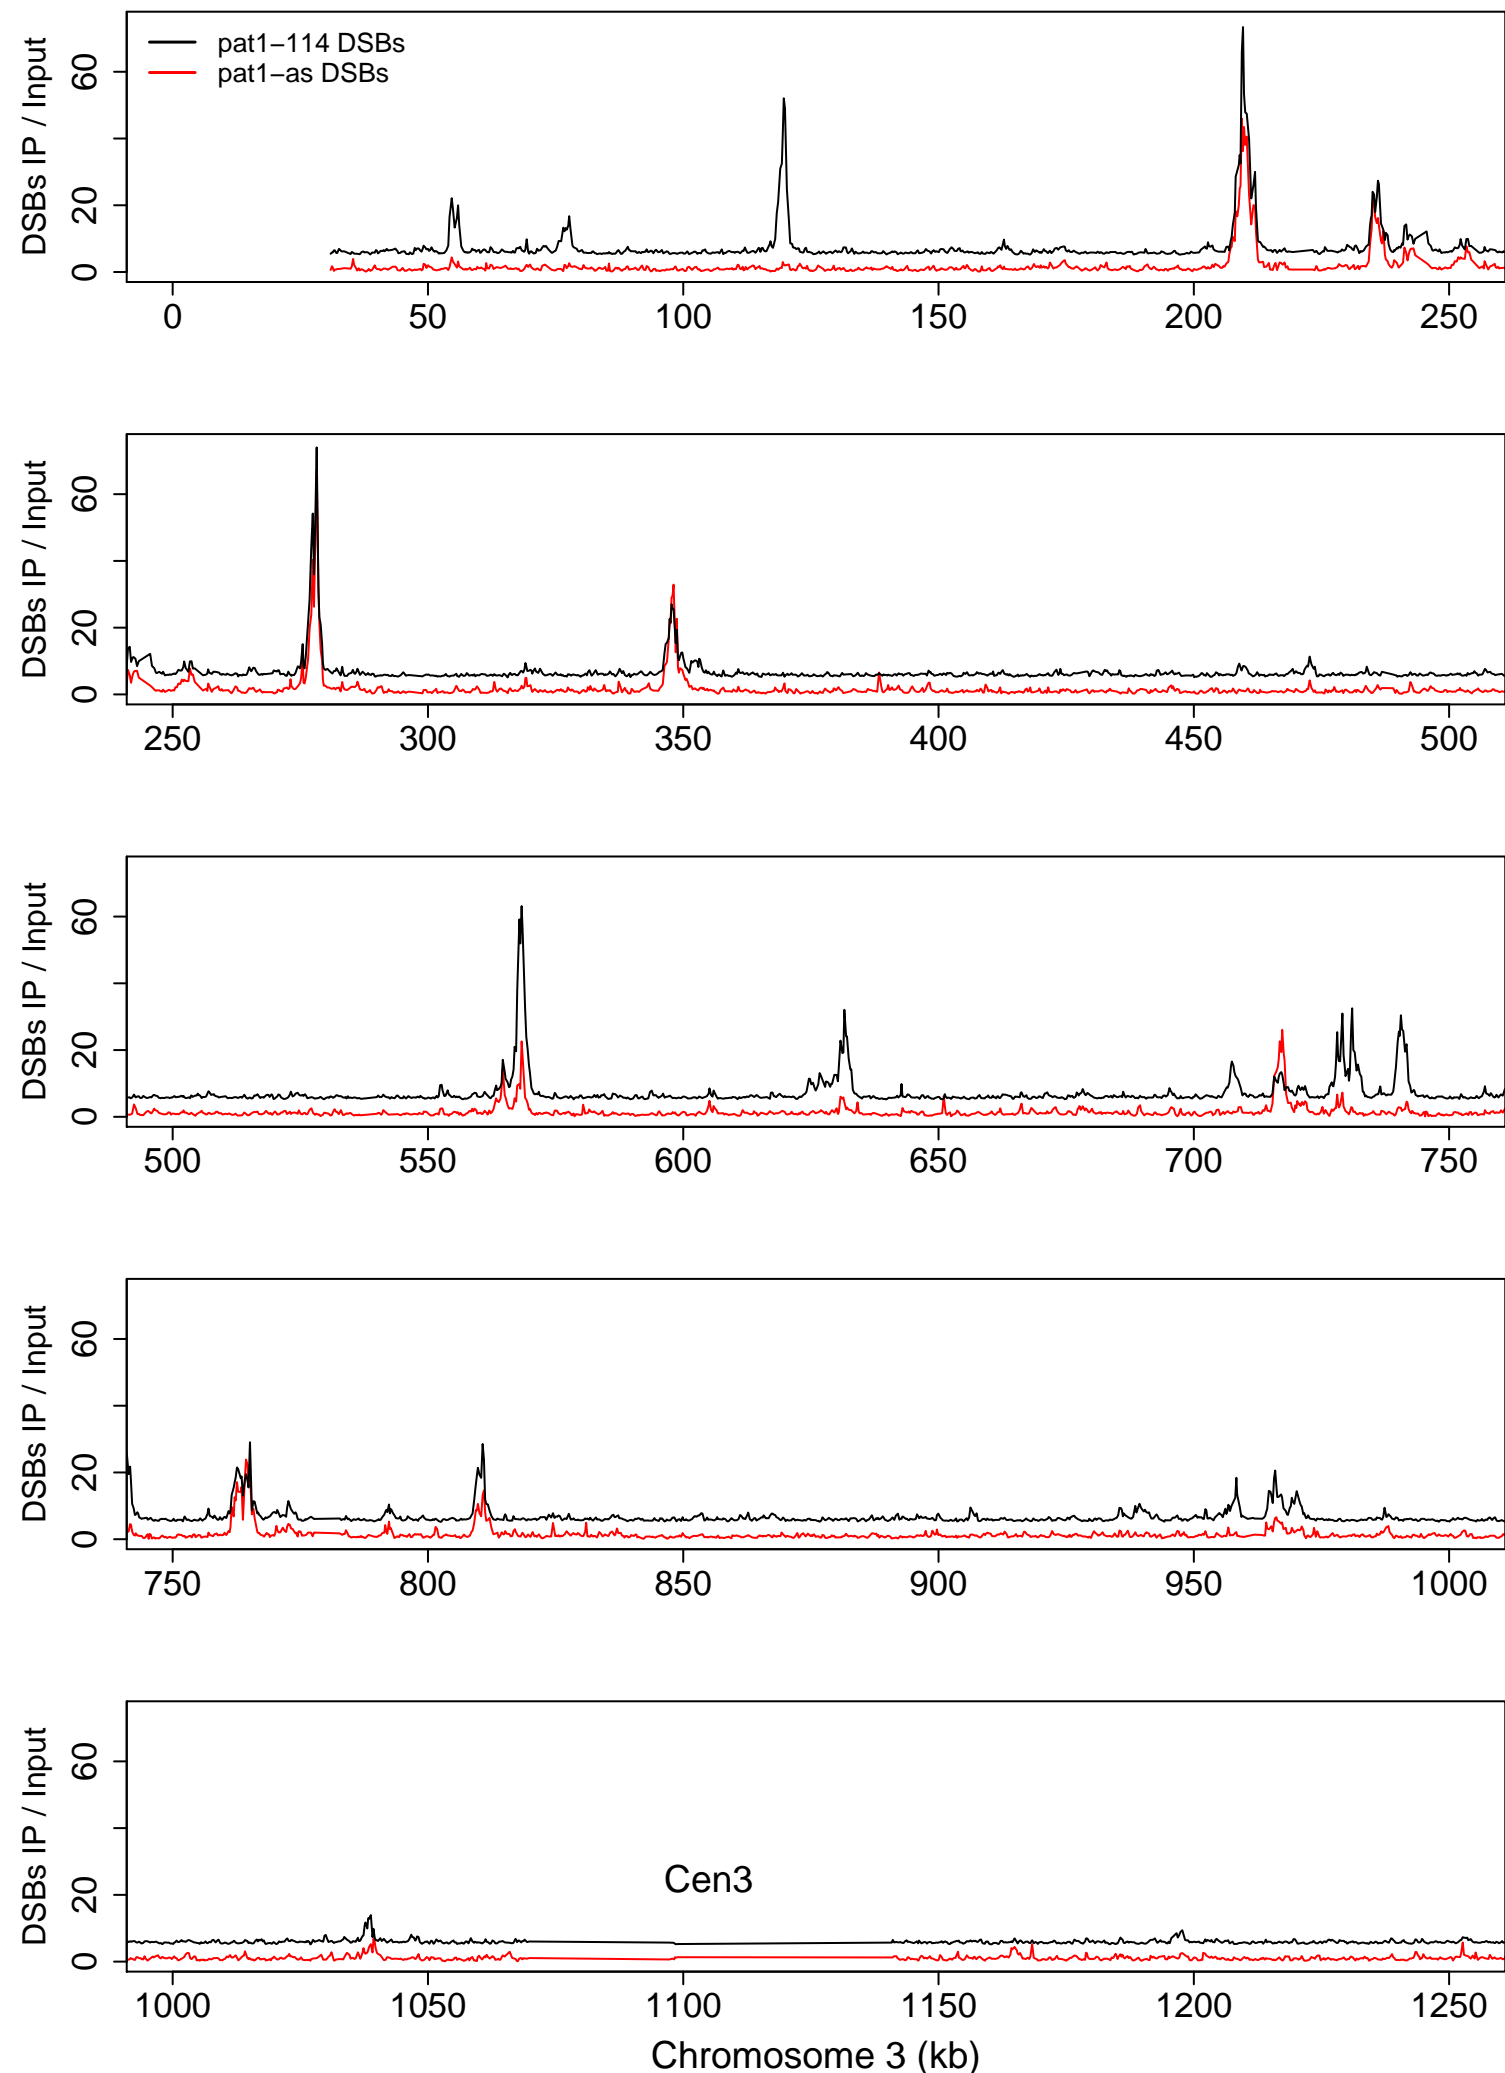 pat1−114 DSBs
pat1−as DSBs
DSBs IP / Input
0 20 60
0 50 100 150 200 250
DSBs IP / Input
0 20 60
250 300 350 400 450 500
DSBs IP / Input
0 20 60
500 550 600 650 700 750
DSBs IP / Input
0 20 60
750 800 850 900 950 1000
Cen3
DSBs IP / Input
0 20 60
1000 1050 1100 1150 1200 1250
Chromosome 3 (kb)